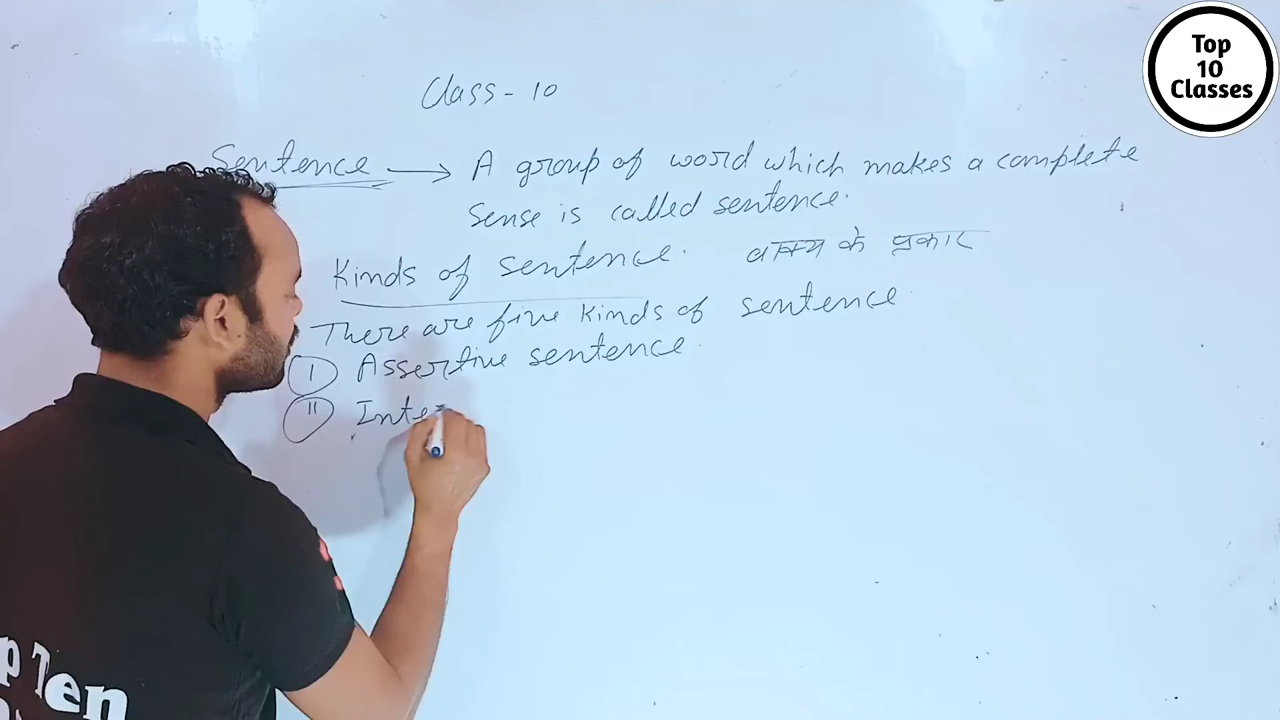 Top
10
Classes
Class - 10
Sentence → A group of word which makes a complete
Sense is called sentence.
Kinds of sentence. वाक्य के प्रकार
There are five kinds of sentence.
I Assertive sentence.
II Inte
Ten